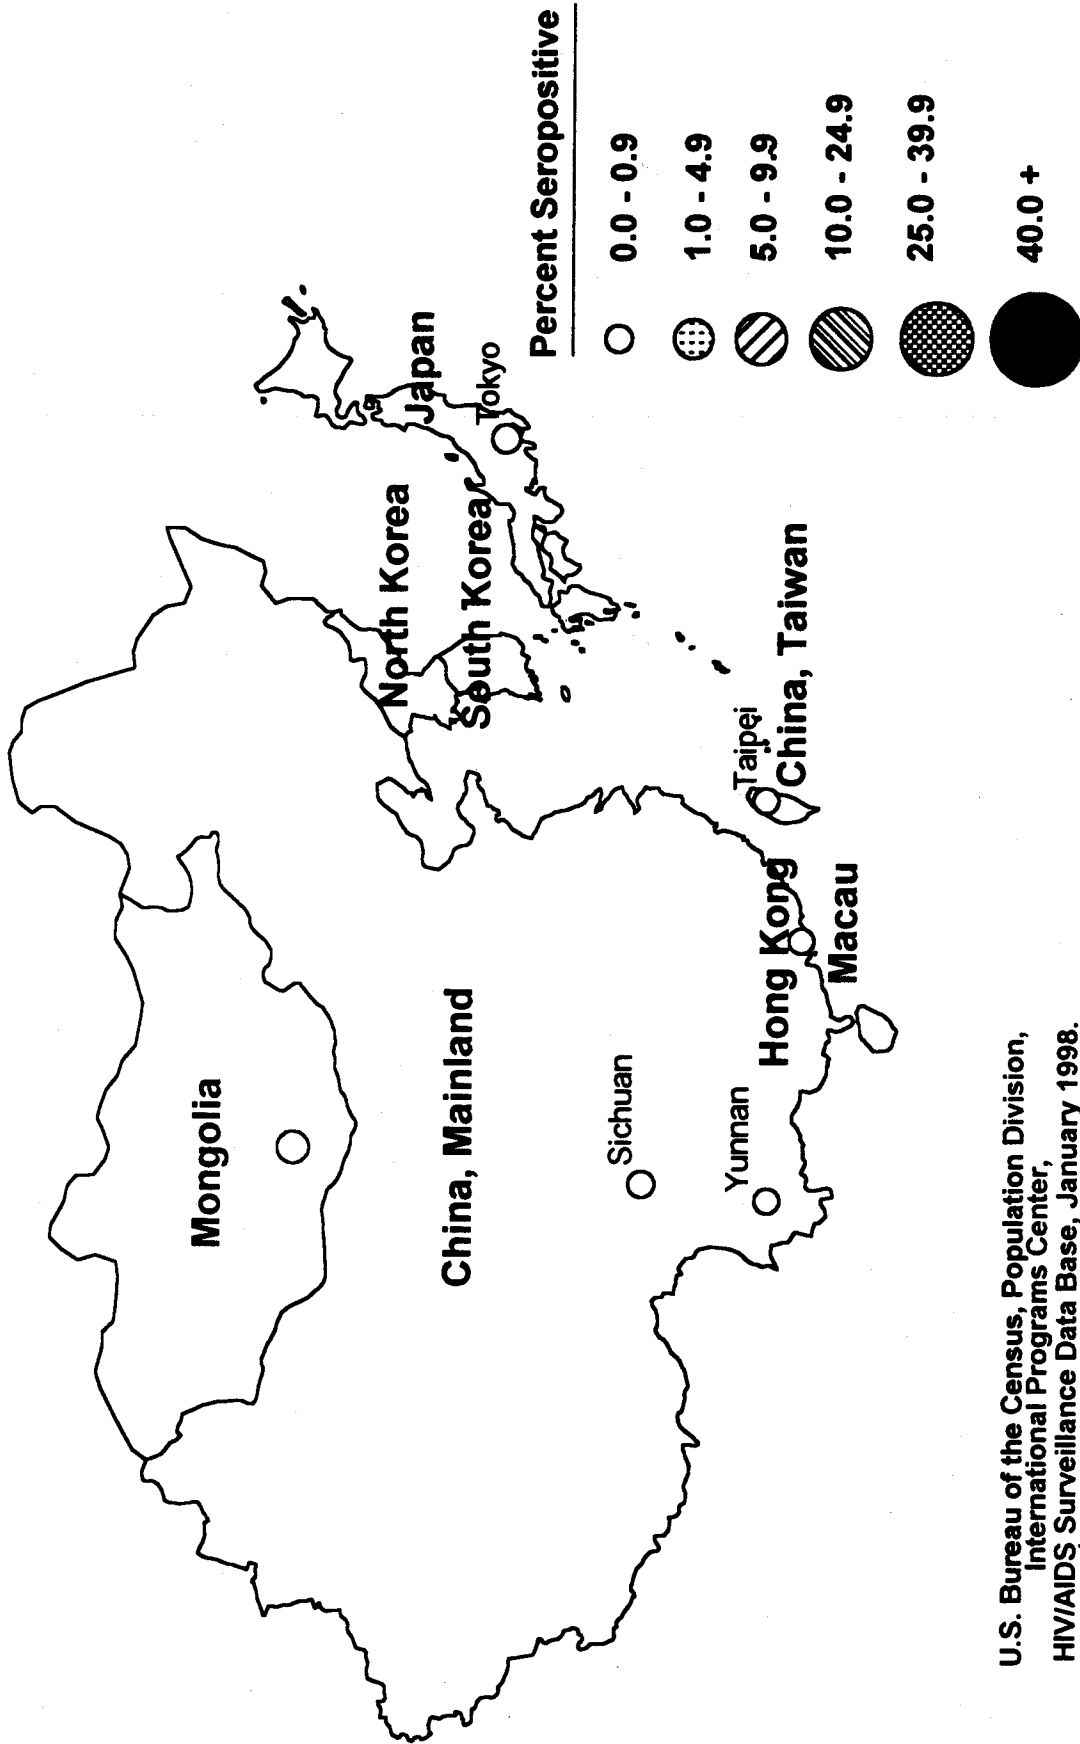 Mongolia
China, Mainland
North Korea
South Korea
Japan
Tokyo
Sichuan
Yunnan
Taipei
China, Taiwan
Hong Kong
Macau
Percent Seropositive
0.0 - 0.9
1.0 - 4.9
5.0 - 9.9
10.0 - 24.9
25.0 - 39.9
40.0 +
U.S. Bureau of the Census, Population Division,
International Programs Center,
HIV/AIDS Surveillance Data Base, January 1998.